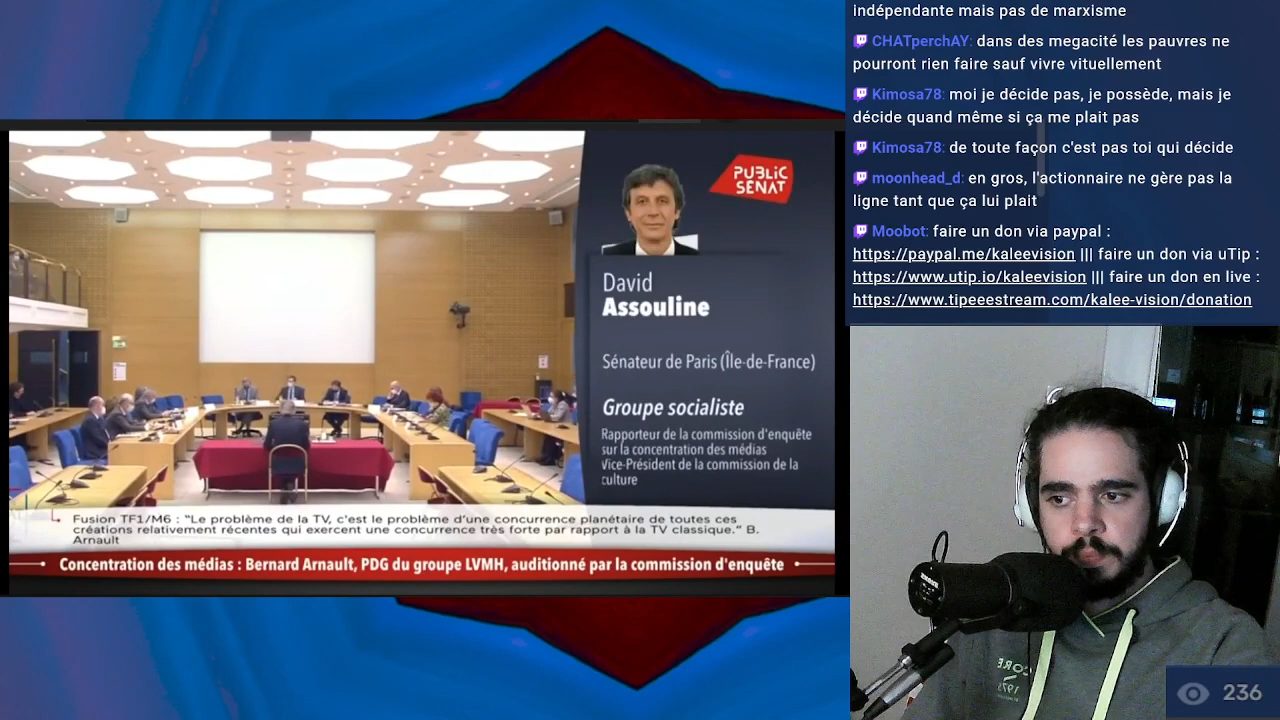 PUBLIC
SÉNAT
David
Assouline
Sénateur de Paris (Île-de-France)
Groupe socialiste
Rapporteur de la commission d'enquête
sur la concentration des médias
Vice-Président de la commission de la
culture
Fusion TF1/M6 : "Le problème de la TV, c'est le problème d'une concurrence planétaire de toutes ces
créations relativement récentes qui exercent une concurrence très forte par rapport à la TV classique." B.
Arnault
Concentration des médias : Bernard Arnault, PDG du groupe LVMH, auditionné par la commission d'enquête
indépendante mais pas de marxisme
CHATperchAY: dans des megacité les pauvres ne
pourront rien faire sauf vivre vituellement
Kimosa78: moi je décide pas, je possède, mais je
décide quand même si ça me plait pas
Kimosa78: de toute façon c'est pas toi qui décide
moonhead_d: en gros, l'actionnaire ne gère pas la
ligne tant que ça lui plait
Moobot: faire un don via paypal :
https://paypal.me/kaleevision ||| faire un don via uTip :
https://www.utip.io/kaleevision ||| faire un don en live :
https://www.tipeeestream.com/kalee-vision/donation
CORE
1975
236